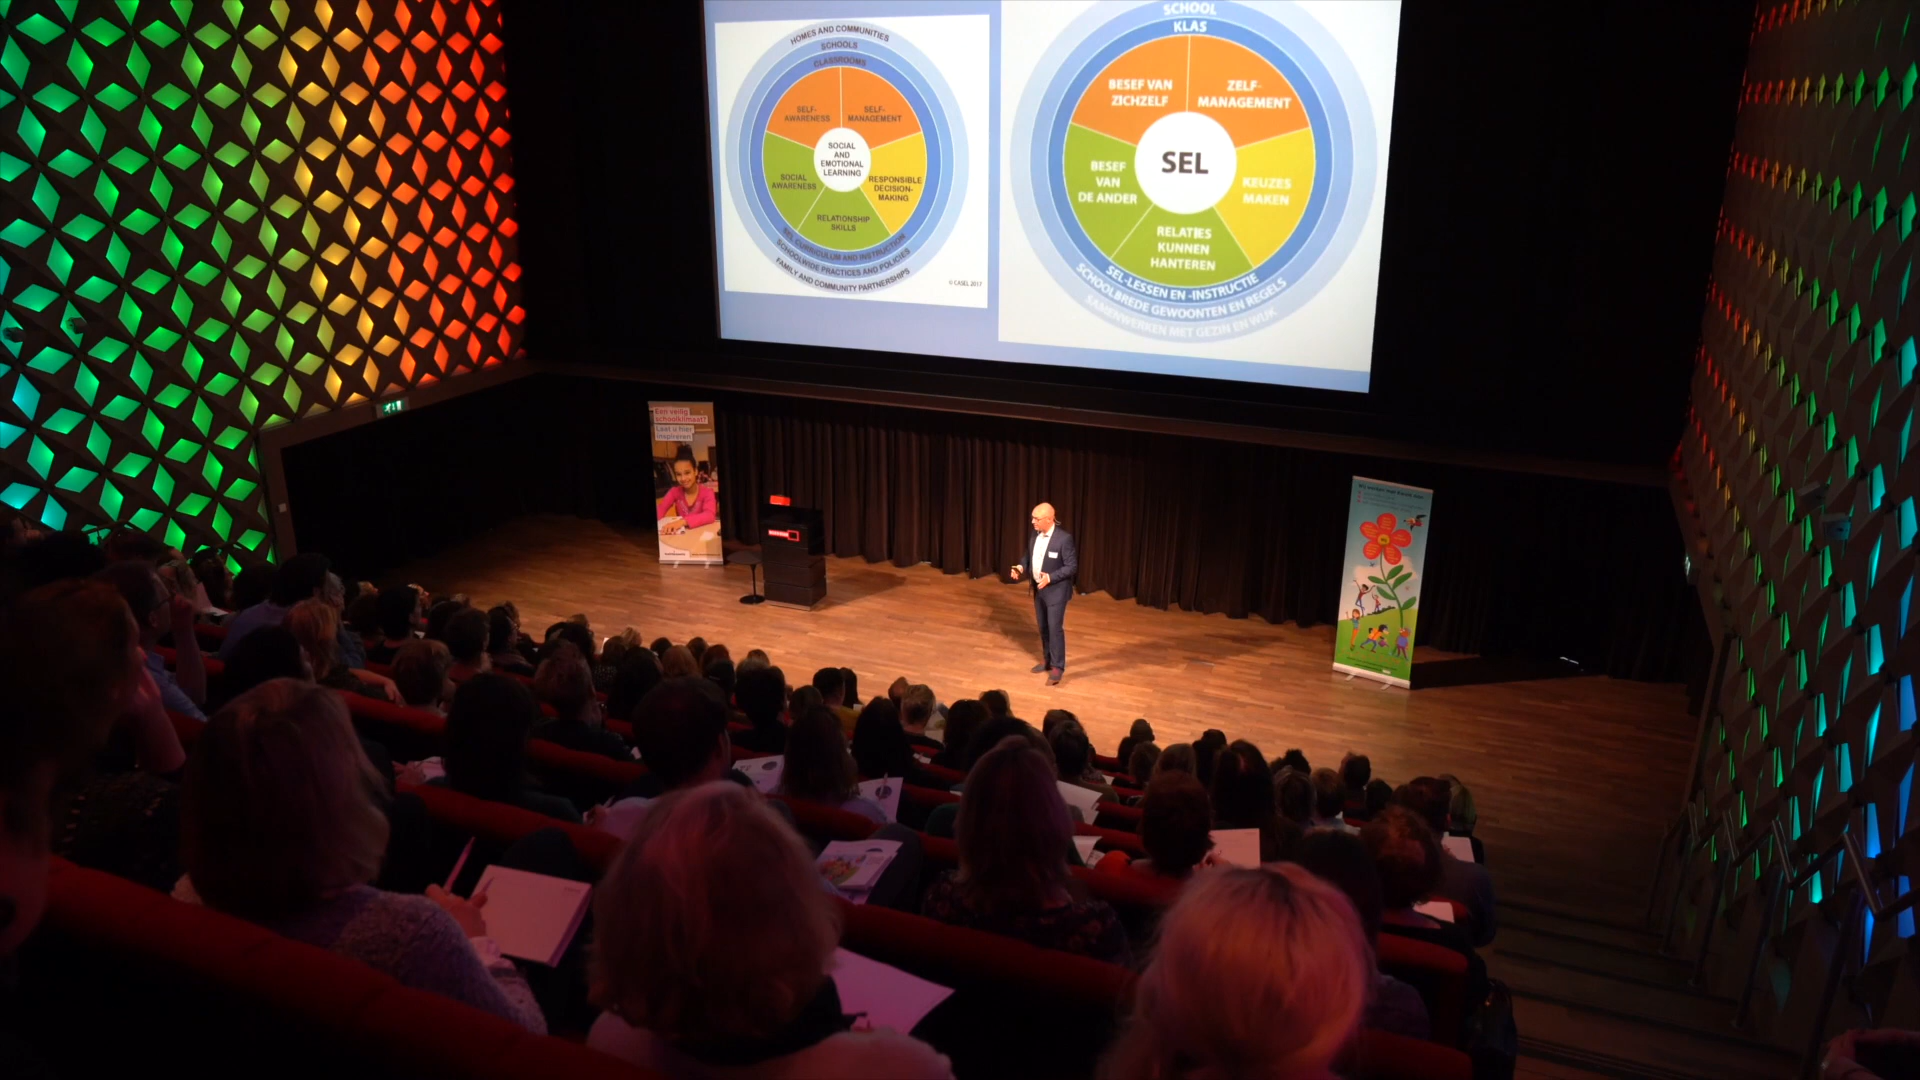 HOMES AND COMMUNITIES
SCHOOLS
CLASSROOMS
SELF-
AWARENESS
SELF-
MANAGEMENT
SOCIAL
AND
EMOTIONAL
LEARNING
SOCIAL
AWARENESS
RESPONSIBLE
DECISION-
MAKING
RELATIONSHIP
SKILLS
SEL CURRICULUM AND INSTRUCTION
SCHOOLWIDE PRACTICES AND POLICIES
FAMILY AND COMMUNITY PARTNERSHIPS
© CASEL 2017
SCHOOL
KLAS
BESEF VAN
ZICHZELF
ZELF-
MANAGEMENT
SEL
BESEF
VAN
DE ANDER
KEUZES
MAKEN
RELATIES
KUNNEN
HANTEREN
SEL-LESSEN EN -INSTRUCTIE
SCHOOLBREDE GEWOONTEN EN REGELS
SAMENWERKEN MET GEZIN EN WIJK
Een veilig
schoolklimaat?
Laat u hier
inspireren